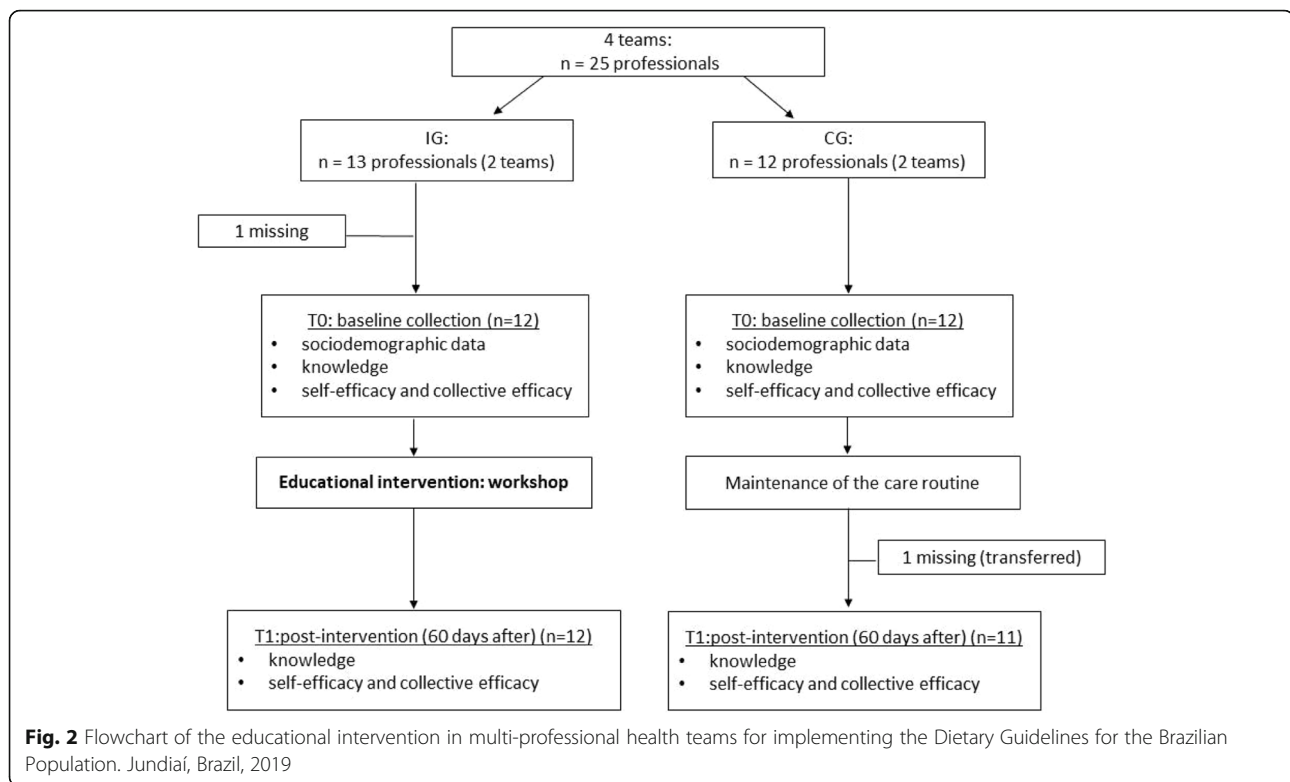 4 teams:
n = 25 professionals
IG:
n = 13 professionals (2 teams)
CG:
n = 12 professionals (2 teams)
1 missing
T0: baseline collection (n=12)
• sociodemographic data
• knowledge
• self-efficacy and collective efficacy
T0: baseline collection (n=12)
• sociodemographic data
• knowledge
• self-efficacy and collective efficacy
Educational intervention: workshop
Maintenance of the care routine
1 missing (transferred)
T1:post-intervention (60 days after) (n=12)
• knowledge
• self-efficacy and collective efficacy
T1:post-intervention (60 days after) (n=11)
• knowledge
• self-efficacy and collective efficacy
Fig. 2 Flowchart of the educational intervention in multi-professional health teams for implementing the Dietary Guidelines for the Brazilian
Population. Jundiaí, Brazil, 2019